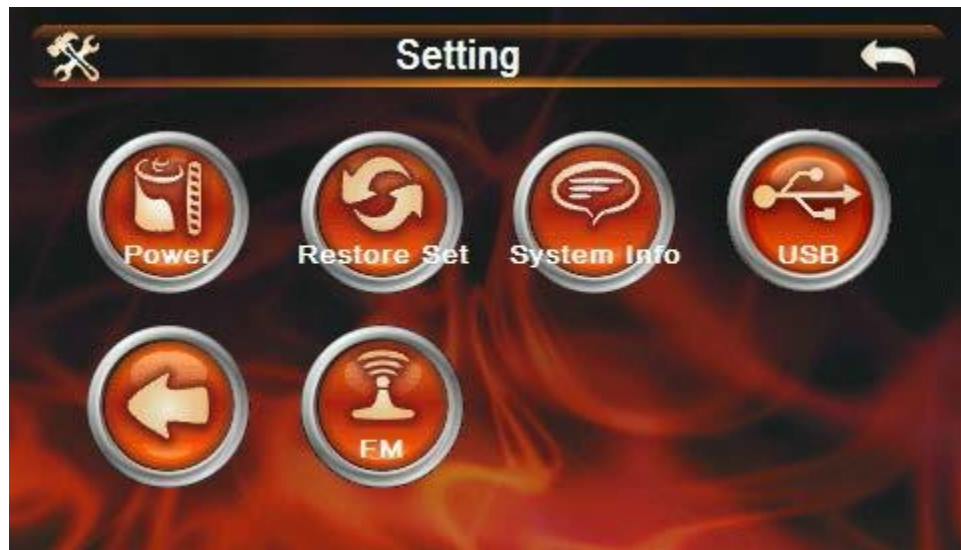 Setting
Power
Restore Set
System Info
USB
FM